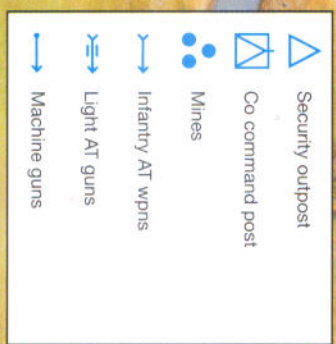 Security outpost
Co command post
Mines
Infantry AT wpns
Light AT guns
Machine guns